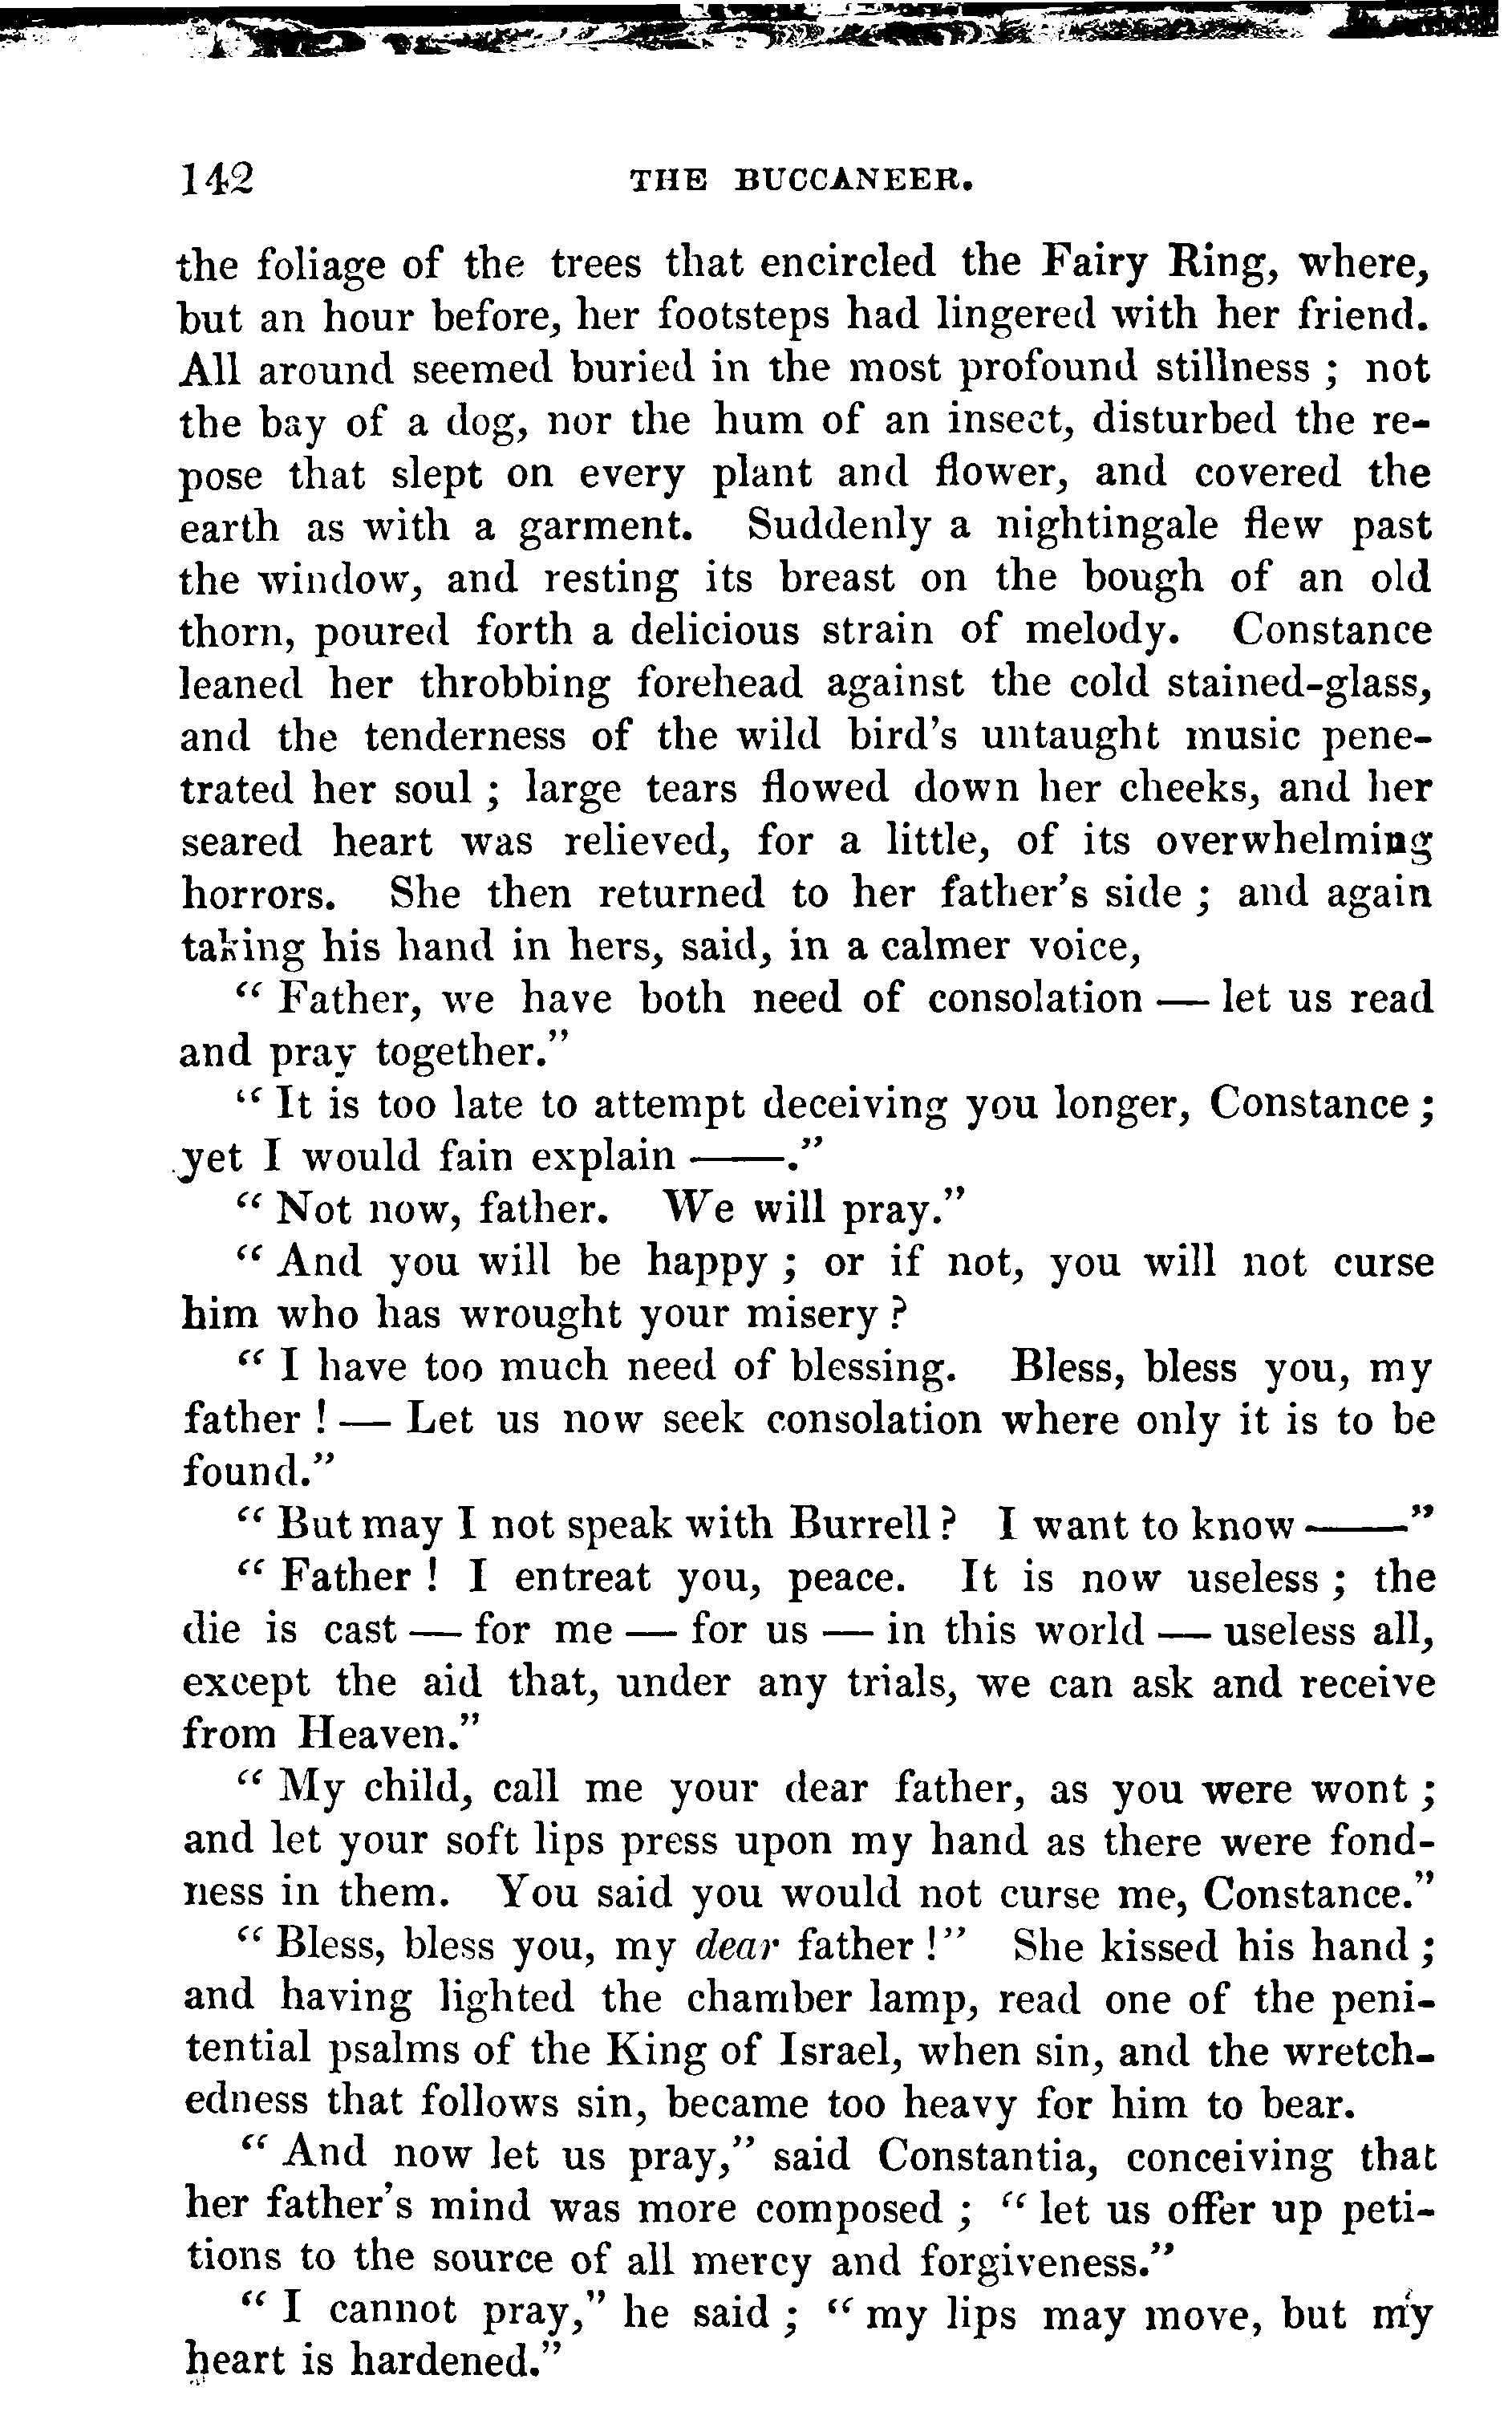 142 THE BUCCANEER.
the foliage of the trees that encircled the Fairy Ring, where,
but an hour before, her footsteps had lingered with her friend.
All around seemed buried in the most profound stillness ; not
the bay of a dog, nor the hum of an insect, disturbed the re-
pose that slept on every plant and flower, and covered the
earth as with a garment. Suddenly a nightingale flew past
the window, and resting its breast on the bough of an old
thorn, poured forth a delicious strain of melody. Constance
leaned her throbbing forehead against the cold stained-glass,
and the tenderness of the wild bird's untaught music pene-
trated her soul ; large tears flowed down her cheeks, and her
seared heart was relieved, for a little, of its overwhelming
horrors. She then returned to her father's side ; and again
taking his hand in hers, said, in a calmer voice,
“ Father, we have both need of consolation — let us read
and pray together.”
“ It is too late to attempt deceiving you longer, Constance ;
yet I would fain explain ——.”
“ Not now, father. We will pray.”
“ And you will be happy ; or if not, you will not curse
him who has wrought your misery ?
“ I have too much need of blessing. Bless, bless you, my
father ! — Let us now seek consolation where only it is to be
found.”
“ But may I not speak with Burrell ? I want to know ——”
“ Father ! I entreat you, peace. It is now useless ; the
die is cast — for me — for us — in this world — useless all,
except the aid that, under any trials, we can ask and receive
from Heaven.”
“ My child, call me your dear father, as you were wont ;
and let your soft lips press upon my hand as there were fond-
ness in them. You said you would not curse me, Constance.”
“ Bless, bless you, my dear father !” She kissed his hand ;
and having lighted the chamber lamp, read one of the peni-
tential psalms of the King of Israel, when sin, and the wretch-
edness that follows sin, became too heavy for him to bear.
“ And now let us pray,” said Constantia, conceiving that
her father's mind was more composed ; “ let us offer up peti-
tions to the source of all mercy and forgiveness.”
“ I cannot pray,” he said ; “ my lips may move, but my
heart is hardened.”